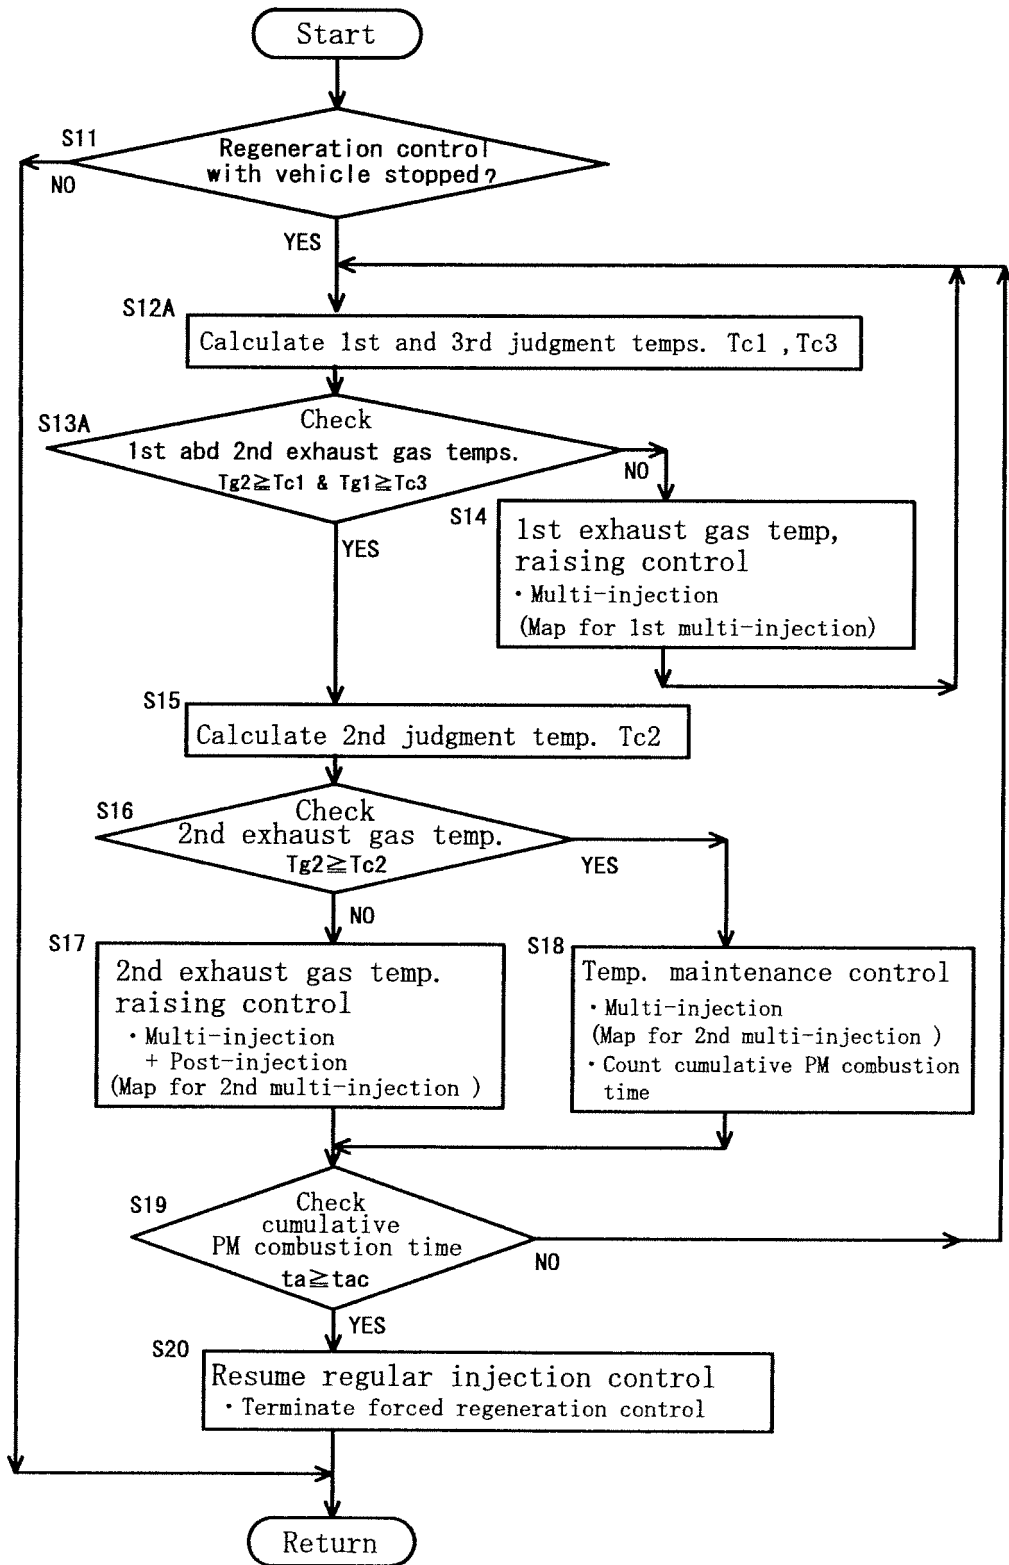 Start
S11
Regeneration control
with vehicle stopped?
NO
YES
S12A
Calculate 1st and 3rd judgment temps. Tc1 ,Tc3
S13A
Check
1st abd 2nd exhaust gas temps.
Tg2≧Tc1 & Tg1≧Tc3
NO
YES
S14
1st exhaust gas temp,
raising control
・Multi-injection
(Map for 1st multi-injection)
S15
Calculate 2nd judgment temp. Tc2
S16
Check
2nd exhaust gas temp.
Tg2≧Tc2
YES
NO
S17
2nd exhaust gas temp.
raising control
・Multi-injection
+ Post-injection
(Map for 2nd multi-injection )
S18
Temp. maintenance control
・Multi-injection
(Map for 2nd multi-injection )
・Count cumulative PM combustion
time
S19
Check
cumulative
PM combustion time
ta≧tac
NO
YES
S20
Resume regular injection control
・Terminate forced regeneration control
Return